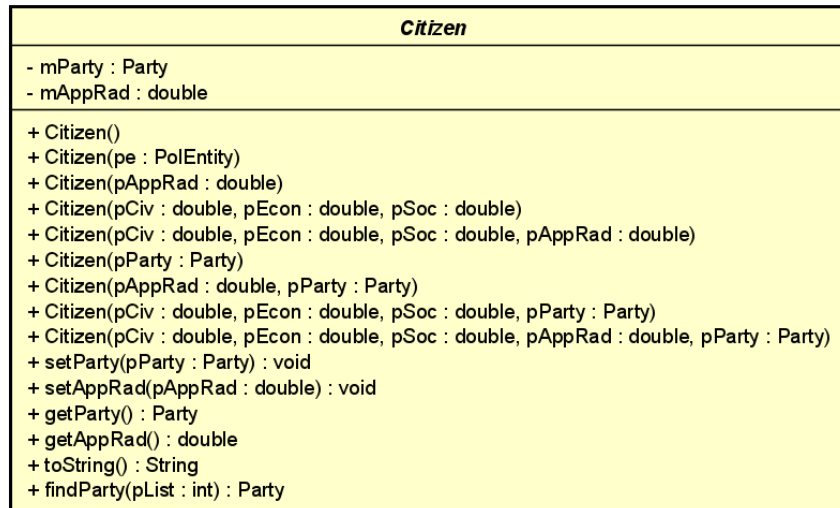 Citizen
- mParty : Party
- mAppRad : double
+ Citizen()
+ Citizen(pe : PolEntity)
+ Citizen(pAppRad : double)
+ Citizen(pCiv : double, pEcon : double, pSoc : double)
+ Citizen(pCiv : double, pEcon : double, pSoc : double, pAppRad : double)
+ Citizen(pParty : Party)
+ Citizen(pAppRad : double, pParty : Party)
+ Citizen(pCiv : double, pEcon : double, pSoc : double, pParty : Party)
+ Citizen(pCiv : double, pEcon : double, pSoc : double, pAppRad : double, pParty : Party)
+ setParty(pParty : Party) : void
+ setAppRad(pAppRad : double) : void
+ getParty() : Party
+ getAppRad() : double
+ toString() : String
+ findParty(pList : int) : Party